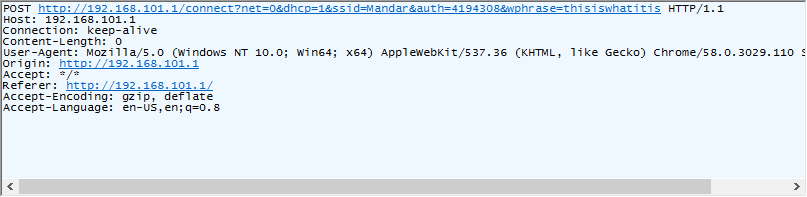 POST http://192.168.101.1/connect?net=0&dhcp=1&ssid=Mandar&auth=4194308&wphrase=thisiswhatitis HTTP/1.1
Host: 192.168.101.1
Connection: keep-alive
Content-Length: 0
User-Agent: Mozilla/5.0 (Windows NT 10.0; Win64; x64) AppleWebKit/537.36 (KHTML, like Gecko) Chrome/58.0.3029.110 S
Origin: http://192.168.101.1
Accept: */*
Referer: http://192.168.101.1/
Accept-Encoding: gzip, deflate
Accept-Language: en-US,en;q=0.8